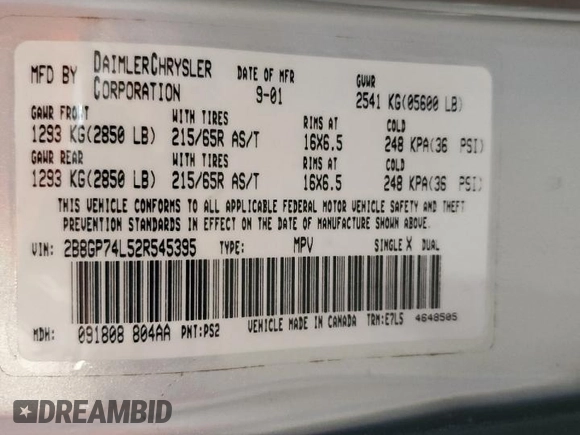 MFD BY DAIMLERCHRYSLER CORPORATION DATE OF MFR 9-01 GVWR 2541 KG(05600 LB)
GAWR FRONT WITH TIRES RIMS AT COLD
1293 KG(2850 LB) 215/65R AS/T 16X6.5 248 KPA(36 PSI)
GAWR REAR WITH TIRES RIMS AT COLD
1293 KG(2850 LB) 215/65R AS/T 16X6.5 248 KPA(36 PSI)
THIS VEHICLE CONFORMS TO ALL APPLICABLE FEDERAL MOTOR VEHICLE SAFETY AND THEFT
PREVENTION STANDARDS IN EFFECT ON THE DATE OF MANUFACTURE SHOWN ABOVE.
VIN: 2B8GP74L52R545395 TYPE: MPV SINGLE X DUAL
MDH: 091808 804AA PNT:PS2 VEHICLE MADE IN CANADA TRM:E7L5 4648505
DREAMBID